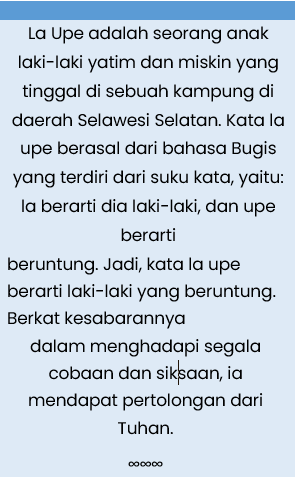 La Upe adalah seorang anak
laki-laki yatim dan miskin yang
tinggal di sebuah kampung di
daerah Selawesi Selatan. Kata la
upe berasal dari bahasa Bugis
yang terdiri dari suku kata, yaitu:
la berarti dia laki-laki, dan upe
berarti
beruntung. Jadi, kata la upe
berarti laki-laki yang beruntung.
Berkat kesabarannya
dalam menghadapi segala
cobaan dan siksaan, ia
mendapat pertolongan dari
Tuhan.
∞∞∞